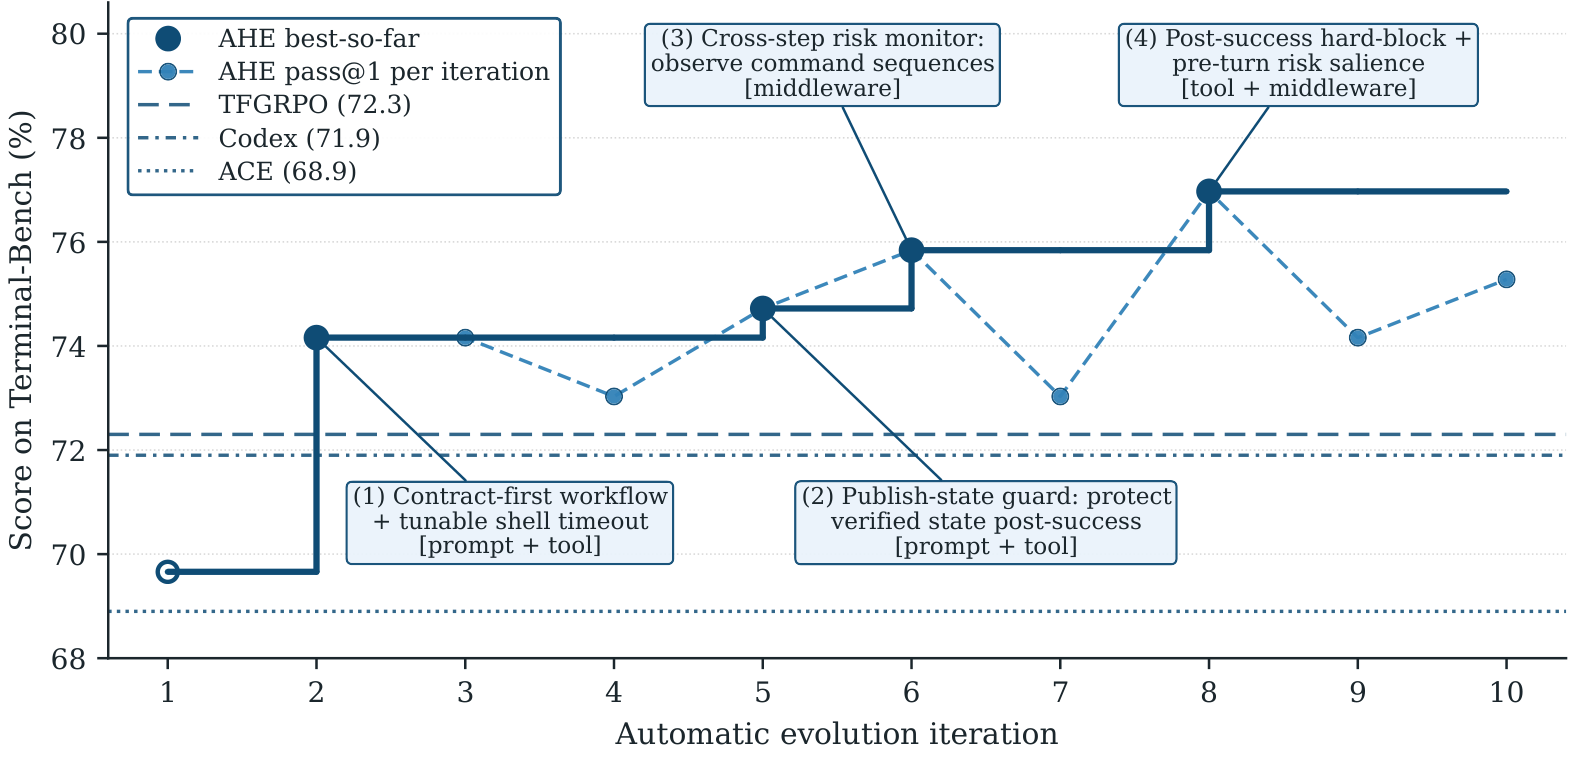 AHE best-so-far
AHE pass@1 per iteration
TFGRPO (72.3)
Codex (71.9)
ACE (68.9)
(3) Cross-step risk monitor:
observe command sequences
[middleware]
(4) Post-success hard-block +
pre-turn risk salience
[tool + middleware]
(1) Contract-first workflow
+ tunable shell timeout
[prompt + tool]
(2) Publish-state guard: protect
verified state post-success
[prompt + tool]
Score on Terminal-Bench (%)
80
78
76
74
72
70
68
1 2 3 4 5 6 7 8 9 10
Automatic evolution iteration